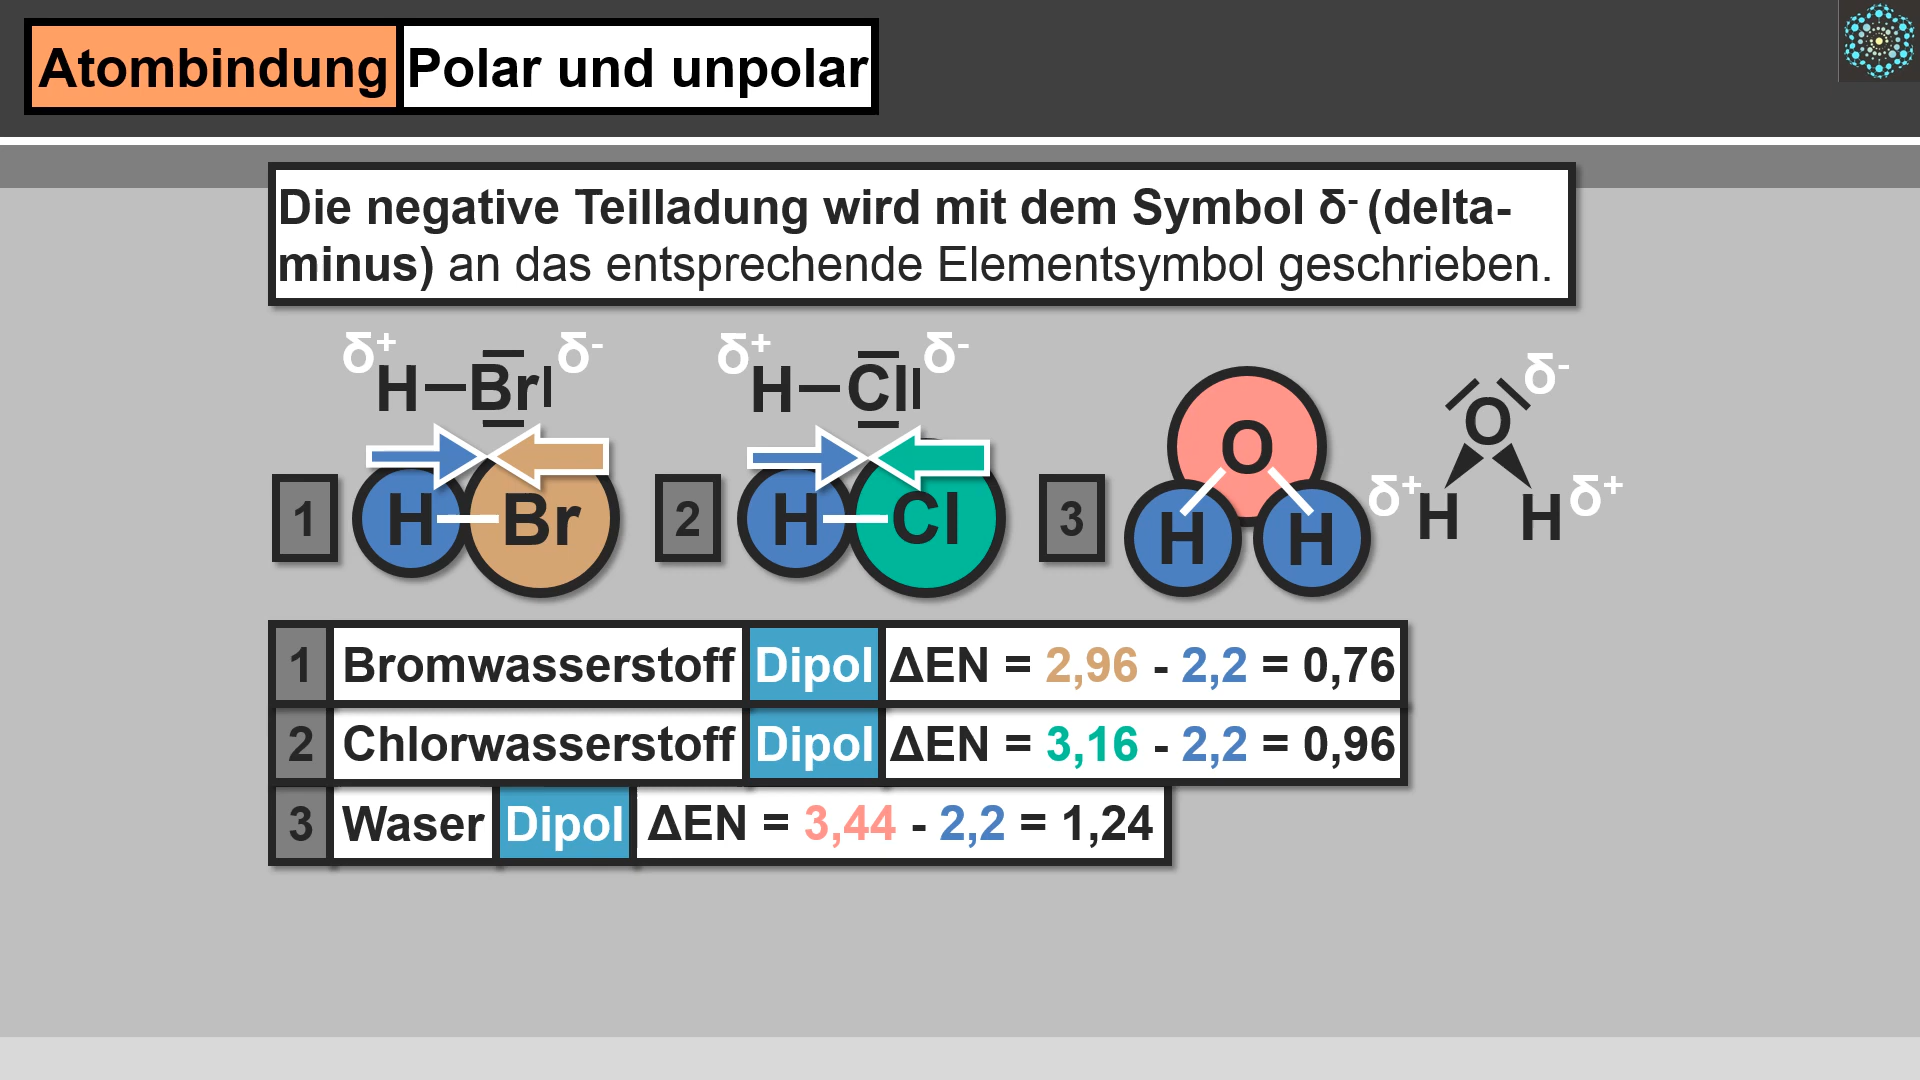 Atombindung Polar und unpolar
Die negative Teilladung wird mit dem Symbol δ⁻ (delta-
minus) an das entsprechende Elementsymbol geschrieben.
δ⁺ H–Br δ⁻
δ⁺ H–Cl δ⁻
δ⁻
O
δ⁺ H H δ⁺
1 H–Br
2 H–Cl
3 O
H H
1 Bromwasserstoff Dipol ΔEN = 2,96 - 2,2 = 0,76
2 Chlorwasserstoff Dipol ΔEN = 3,16 - 2,2 = 0,96
3 Waser Dipol ΔEN = 3,44 - 2,2 = 1,24